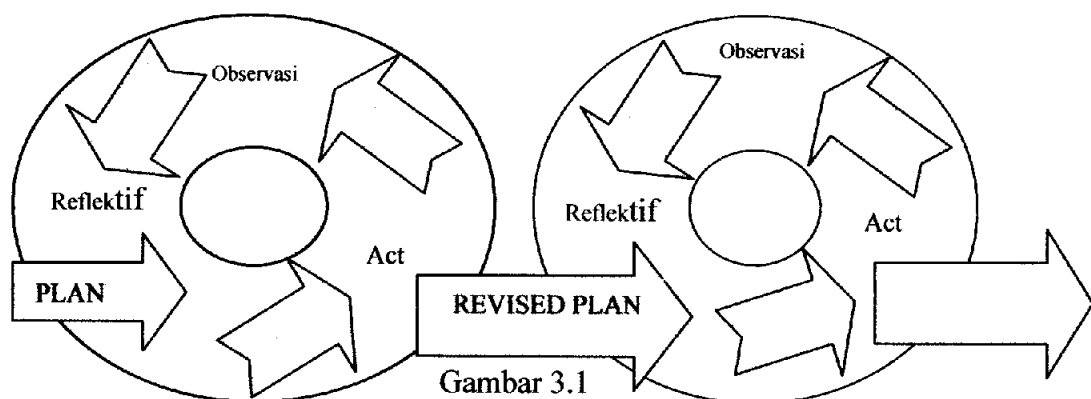 Observasi
Reflektif
Act
PLAN
Observasi
Reflektif
Act
REVISED PLAN
Gambar 3.1